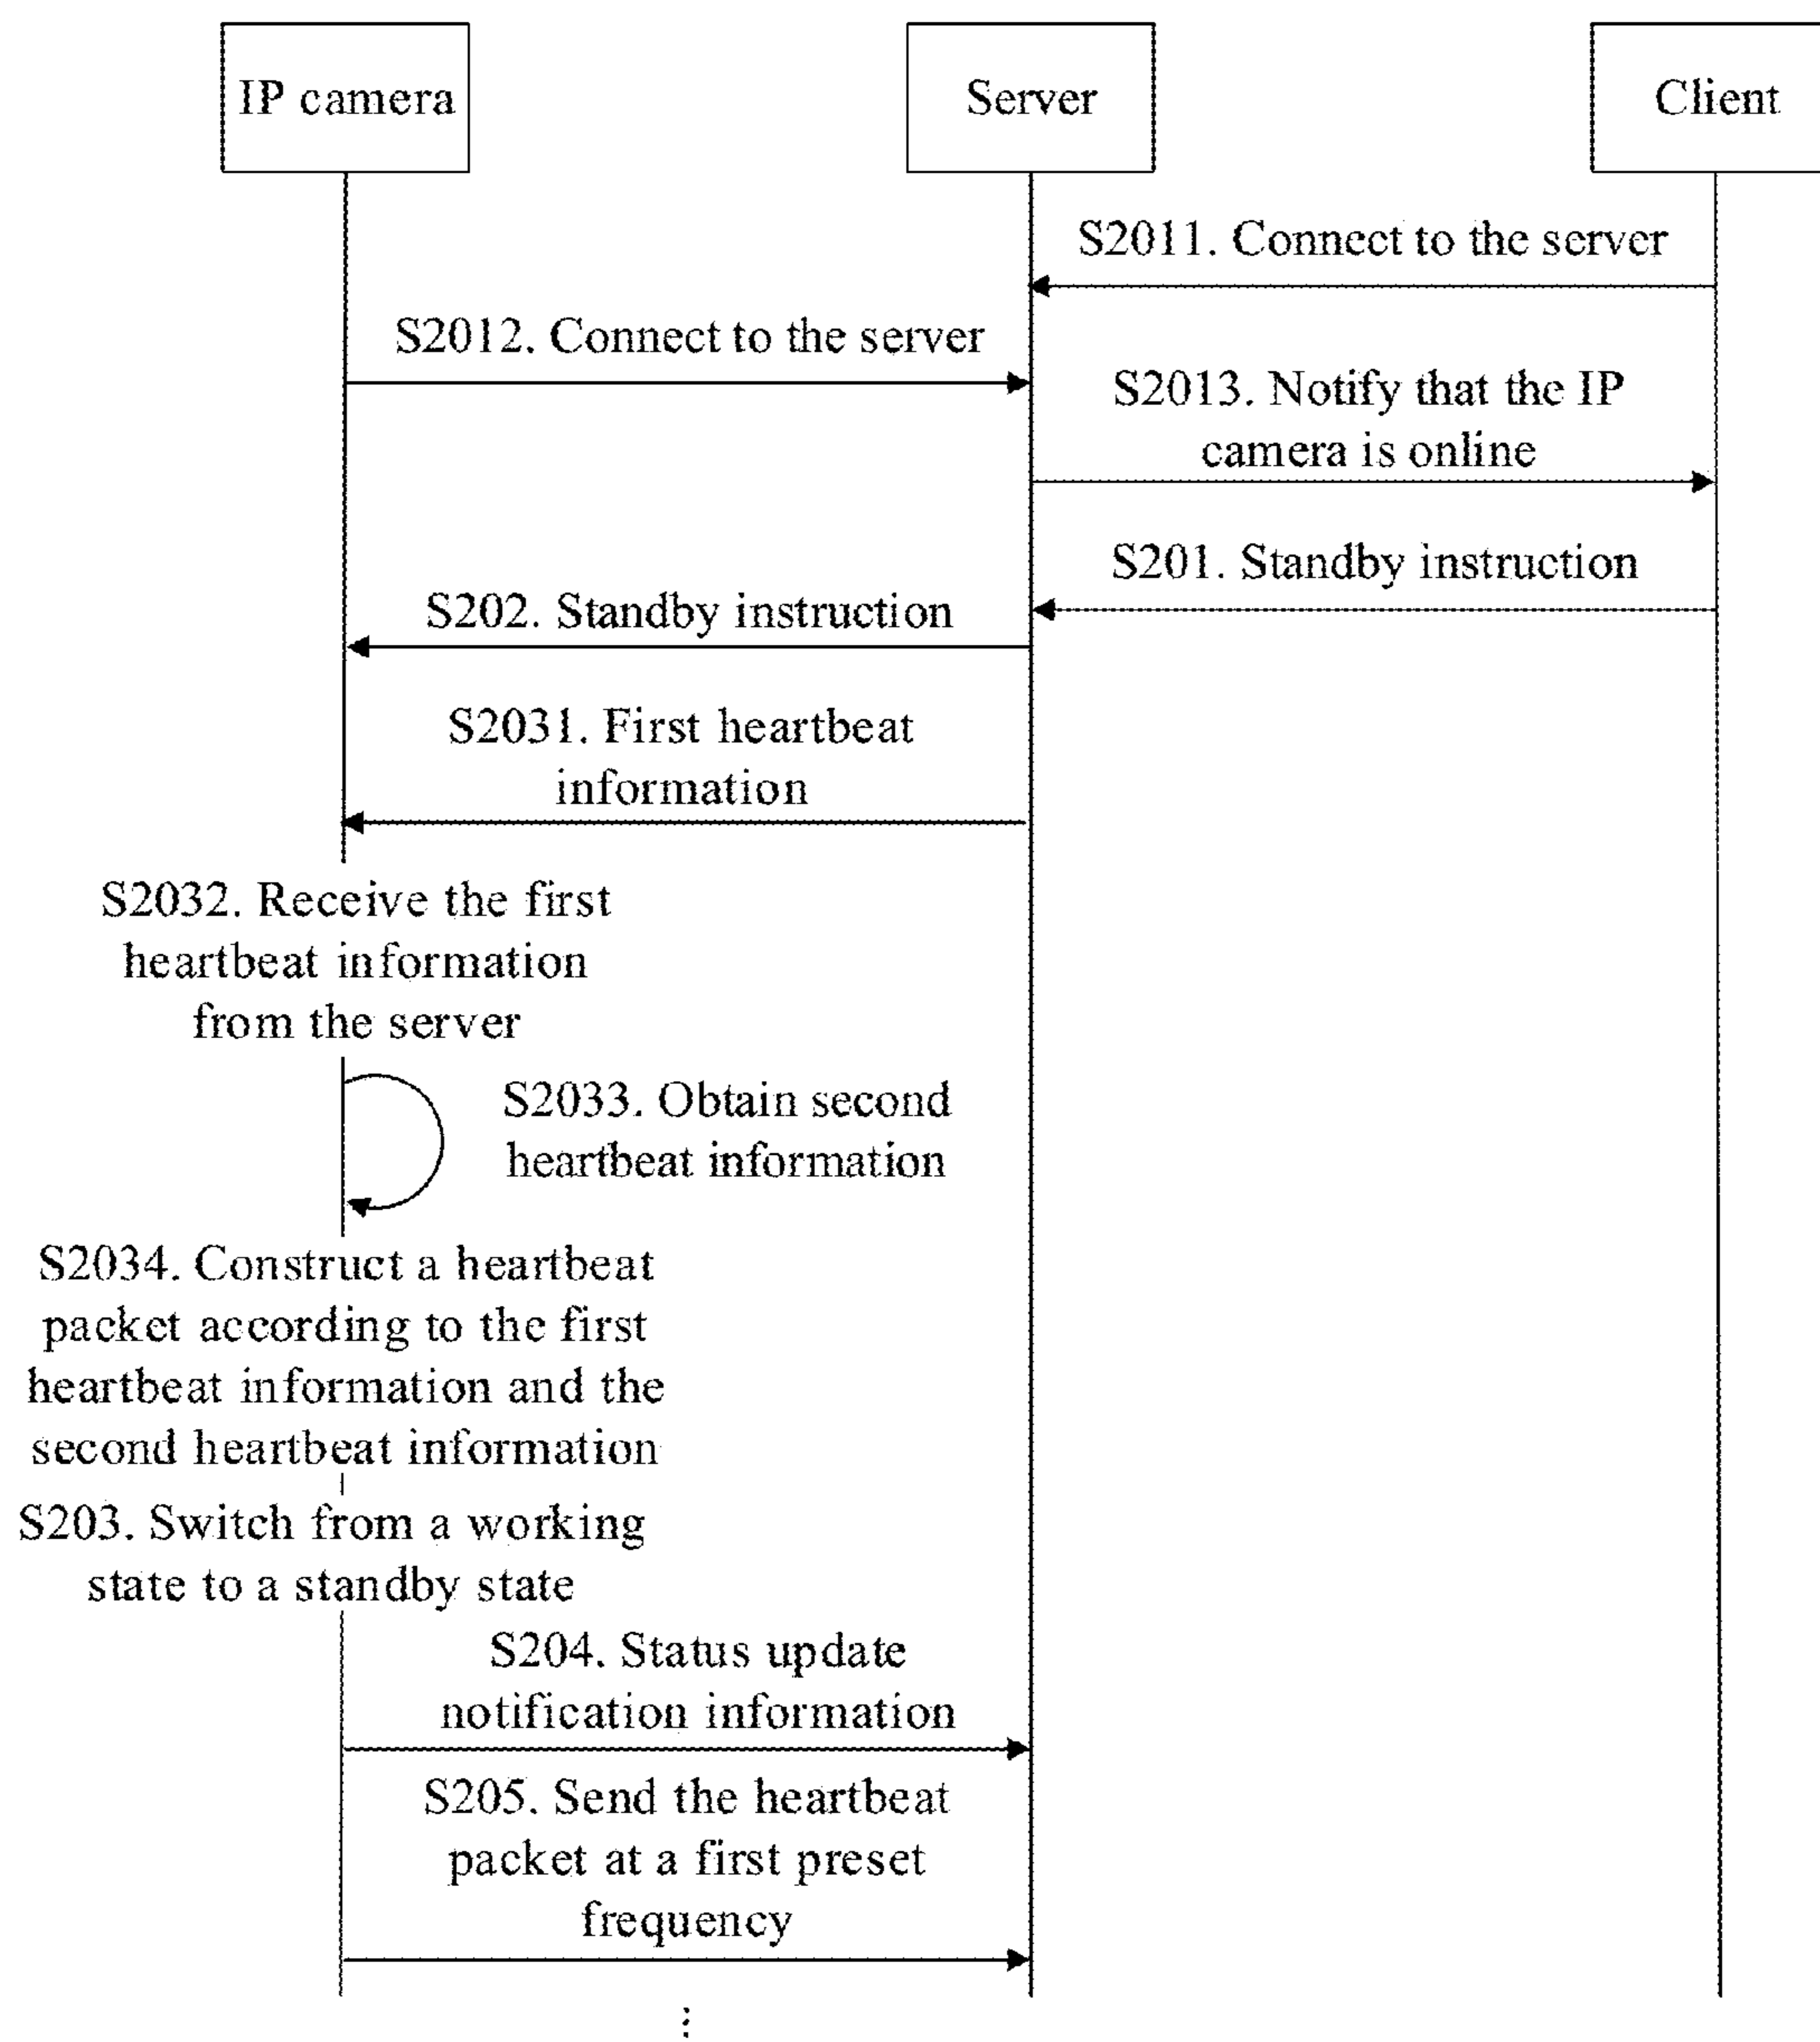 IP camera
Server
Client
S2011. Connect to the server
S2012. Connect to the server
S2013. Notify that the IP
camera is online
S201. Standby instruction
S202. Standby instruction
S2031. First heartbeat
information
S2032. Receive the first
heartbeat information
from the server
S2033. Obtain second
heartbeat information
S2034. Construct a heartbeat
packet according to the first
heartbeat information and the
second heartbeat information
S203. Switch from a working
state to a standby state
S204. Status update
notification information
S205. Send the heartbeat
packet at a first preset
frequency